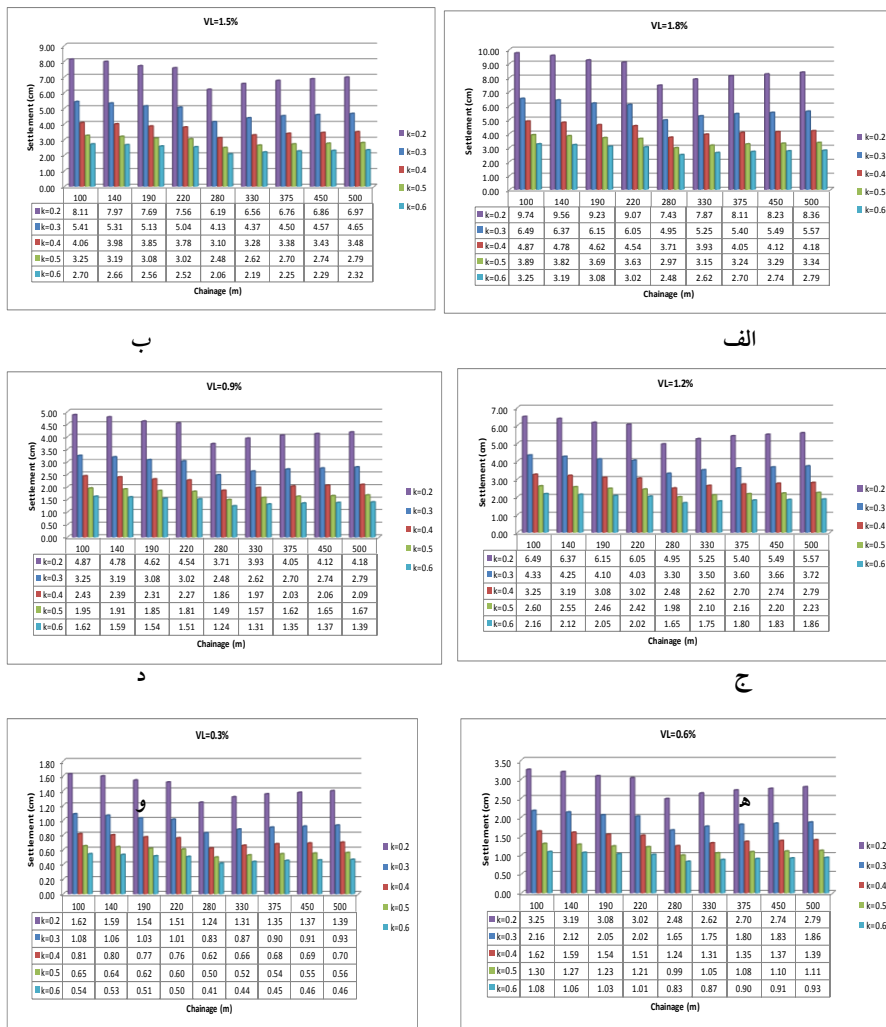 VL=1.8%
Settlement (cm)
10.00
9.00
8.00
7.00
6.00
5.00
4.00
3.00
2.00
1.00
0.00
k=0.2
k=0.3
k=0.4
k=0.5
k=0.6
100 140 190 220 280 330 375 450 500
k=0.2 9.74 9.56 9.23 9.07 7.43 7.87 8.11 8.23 8.36
k=0.3 6.49 6.37 6.15 6.05 4.95 5.25 5.40 5.49 5.57
k=0.4 4.87 4.78 4.62 4.54 3.71 3.93 4.05 4.12 4.18
k=0.5 3.89 3.82 3.69 3.63 2.97 3.15 3.24 3.29 3.34
k=0.6 3.25 3.19 3.08 3.02 2.48 2.62 2.70 2.74 2.79
Chainage (m)
الف
VL=1.5%
Settlement (cm)
9.00
8.00
7.00
6.00
5.00
4.00
3.00
2.00
1.00
0.00
k=0.2
k=0.3
k=0.4
k=0.5
k=0.6
100 140 190 220 280 330 375 450 500
k=0.2 8.11 7.97 7.69 7.56 6.19 6.56 6.76 6.86 6.97
k=0.3 5.41 5.31 5.13 5.04 4.13 4.37 4.50 4.57 4.65
k=0.4 4.06 3.98 3.85 3.78 3.10 3.28 3.38 3.43 3.48
k=0.5 3.25 3.19 3.08 3.02 2.48 2.62 2.70 2.74 2.79
k=0.6 2.70 2.66 2.56 2.52 2.06 2.19 2.25 2.29 2.32
Chainage (m)
ب
VL=1.2%
Settlement (cm)
7.00
6.00
5.00
4.00
3.00
2.00
1.00
0.00
k=0.2
k=0.3
k=0.4
k=0.5
k=0.6
100 140 190 220 280 330 375 450 500
k=0.2 6.49 6.37 6.15 6.05 4.95 5.25 5.40 5.49 5.57
k=0.3 4.33 4.25 4.10 4.03 3.30 3.50 3.60 3.66 3.72
k=0.4 3.25 3.19 3.08 3.02 2.48 2.62 2.70 2.74 2.79
k=0.5 2.60 2.55 2.46 2.42 1.98 2.10 2.16 2.20 2.23
k=0.6 2.16 2.12 2.05 2.02 1.65 1.75 1.80 1.83 1.86
Chainage (m)
ج
VL=0.9%
Settlement (cm)
5.00
4.50
4.00
3.50
3.00
2.50
2.00
1.50
1.00
0.50
0.00
k=0.2
k=0.3
k=0.4
k=0.5
k=0.6
100 140 190 220 280 330 375 450 500
k=0.2 4.87 4.78 4.62 4.54 3.71 3.93 4.05 4.12 4.18
k=0.3 3.25 3.19 3.08 3.02 2.48 2.62 2.70 2.74 2.79
k=0.4 2.43 2.39 2.31 2.27 1.86 1.97 2.03 2.06 2.09
k=0.5 1.95 1.91 1.85 1.81 1.49 1.57 1.62 1.65 1.67
k=0.6 1.62 1.59 1.54 1.51 1.24 1.31 1.35 1.37 1.39
Chainage (m)
د
VL=0.6%
Settlement (cm)
3.50
3.00
2.50
2.00
1.50
1.00
0.50
0.00
ه
k=0.2
k=0.3
k=0.4
k=0.5
k=0.6
100 140 190 220 280 330 375 450 500
k=0.2 3.25 3.19 3.08 3.02 2.48 2.62 2.70 2.74 2.79
k=0.3 2.16 2.12 2.05 2.02 1.65 1.75 1.80 1.83 1.86
k=0.4 1.62 1.59 1.54 1.51 1.24 1.31 1.35 1.37 1.39
k=0.5 1.30 1.27 1.23 1.21 0.99 1.05 1.08 1.10 1.11
k=0.6 1.08 1.06 1.03 1.01 0.83 0.87 0.90 0.91 0.93
Chainage (m)
VL=0.3%
Settlement (cm)
1.80
1.60
1.40
1.20
1.00
0.80
0.60
0.40
0.20
0.00
و
k=0.2
k=0.3
k=0.4
k=0.5
k=0.6
100 140 190 220 280 330 375 450 500
k=0.2 1.62 1.59 1.54 1.51 1.24 1.31 1.35 1.37 1.39
k=0.3 1.08 1.06 1.03 1.01 0.83 0.87 0.90 0.91 0.93
k=0.4 0.81 0.80 0.77 0.76 0.62 0.66 0.68 0.69 0.70
k=0.5 0.65 0.64 0.62 0.60 0.50 0.52 0.54 0.55 0.56
k=0.6 0.54 0.53 0.51 0.50 0.41 0.44 0.45 0.46 0.46
Chainage (m)